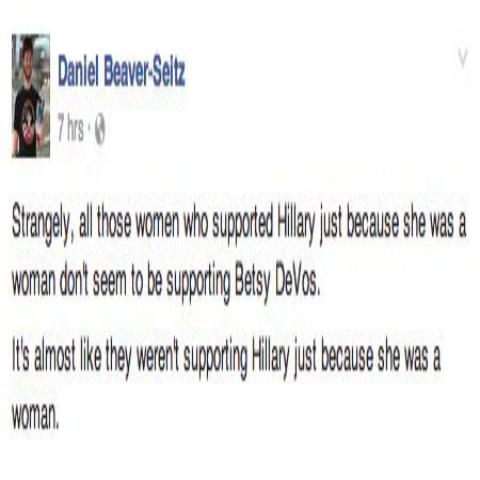 Daniel Beaver-Seitz
7 hrs ·
Strangely, all those women who supported Hillary just because she was a
woman don't seem to be supporting Betsy DeVos.
It's almost like they weren't supporting Hillary just because she was a
woman.